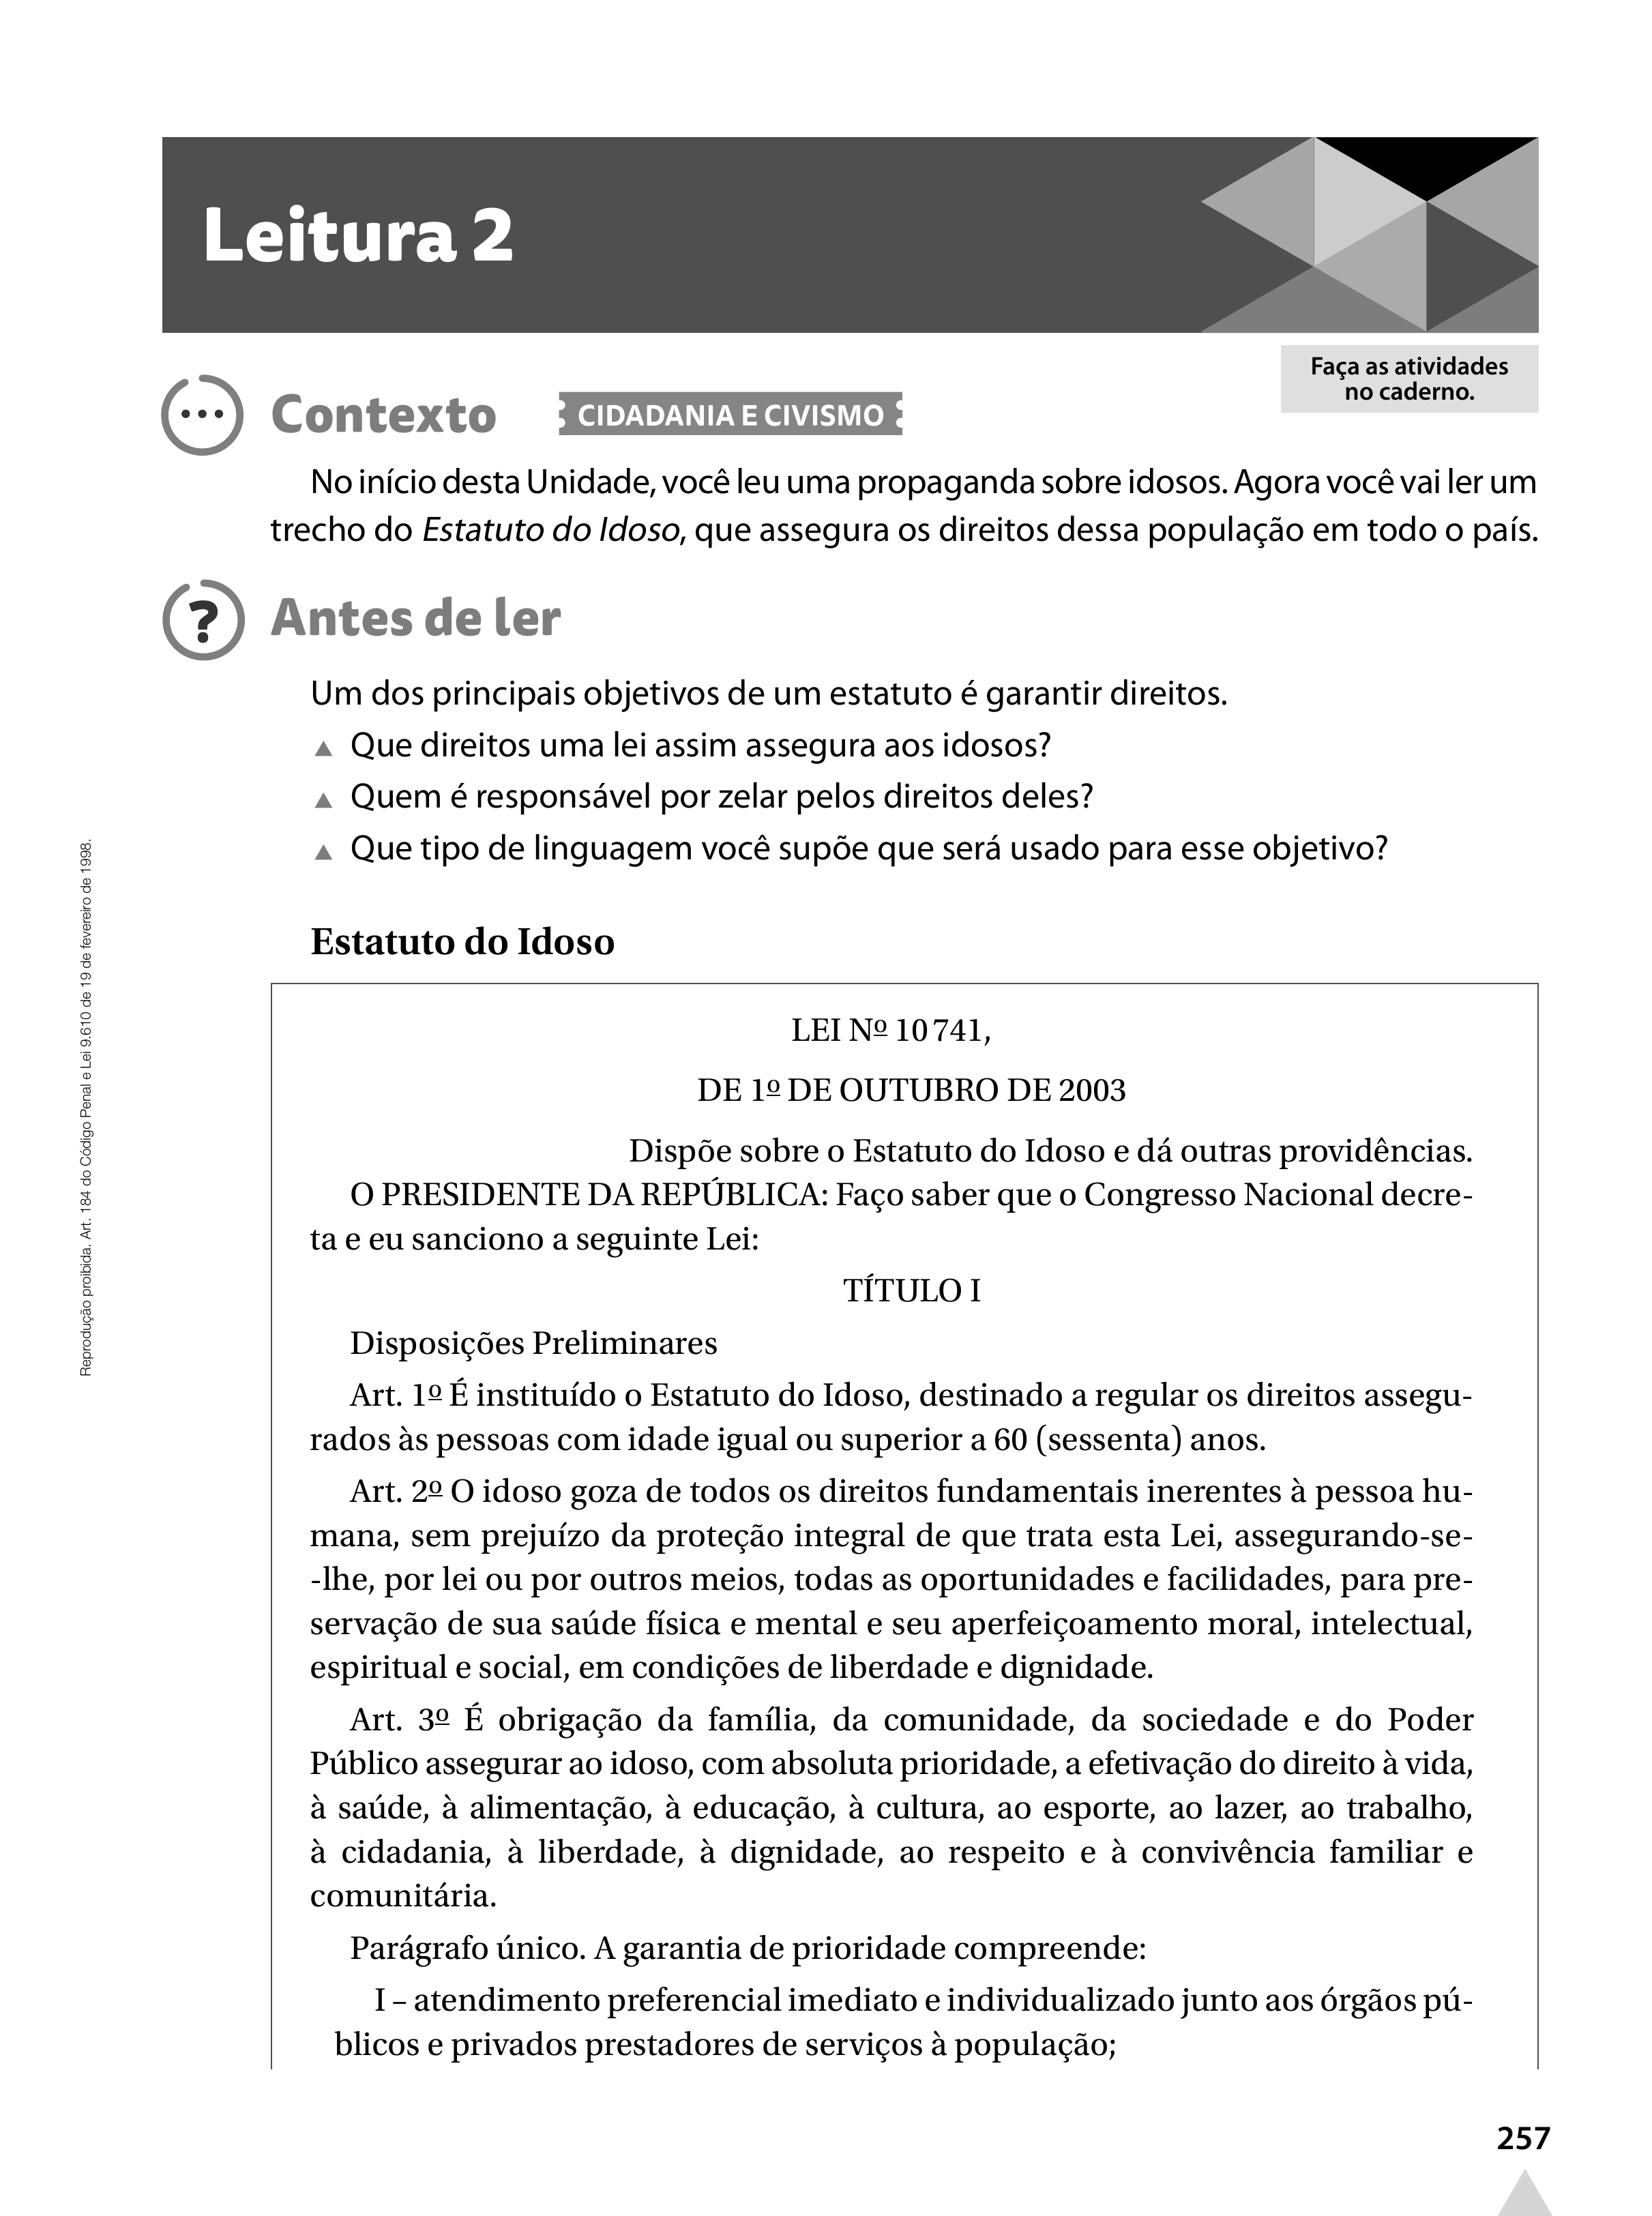 Leitura 2
Faça as atividades
no caderno.
Contexto
CIDADANIA E CIVISMO
No início desta Unidade, você leu uma propaganda sobre idosos. Agora você vai ler um
trecho do Estatuto do Idoso, que assegura os direitos dessa população em todo o país.
?
Antes de ler
Um dos principais objetivos de um estatuto é garantir direitos.
▲ Que direitos uma lei assim assegura aos idosos?
▲ Quem é responsável por zelar pelos direitos deles?
▲ Que tipo de linguagem você supõe que será usado para esse objetivo?
Estatuto do Idoso
LEI Nº 10 741,
DE 1º DE OUTUBRO DE 2003
Dispõe sobre o Estatuto do Idoso e dá outras providências.
O PRESIDENTE DA REPÚBLICA: Faço saber que o Congresso Nacional decre-
ta e eu sanciono a seguinte Lei:
TÍTULO I
Disposições Preliminares
Art. 1º É instituído o Estatuto do Idoso, destinado a regular os direitos assegu-
rados às pessoas com idade igual ou superior a 60 (sessenta) anos.
Art. 2º O idoso goza de todos os direitos fundamentais inerentes à pessoa hu-
mana, sem prejuízo da proteção integral de que trata esta Lei, assegurando-se-
-lhe, por lei ou por outros meios, todas as oportunidades e facilidades, para pre-
servação de sua saúde física e mental e seu aperfeiçoamento moral, intelectual,
espiritual e social, em condições de liberdade e dignidade.
Art. 3º É obrigação da família, da comunidade, da sociedade e do Poder
Público assegurar ao idoso, com absoluta prioridade, a efetivação do direito à vida,
à saúde, à alimentação, à educação, à cultura, ao esporte, ao lazer, ao trabalho,
à cidadania, à liberdade, à dignidade, ao respeito e à convivência familiar e
comunitária.
Parágrafo único. A garantia de prioridade compreende:
I – atendimento preferencial imediato e individualizado junto aos órgãos pú-
blicos e privados prestadores de serviços à população;
Reprodução proibida. Art. 184 do Código Penal e Lei 9.610 de 19 de fevereiro de 1998.
257